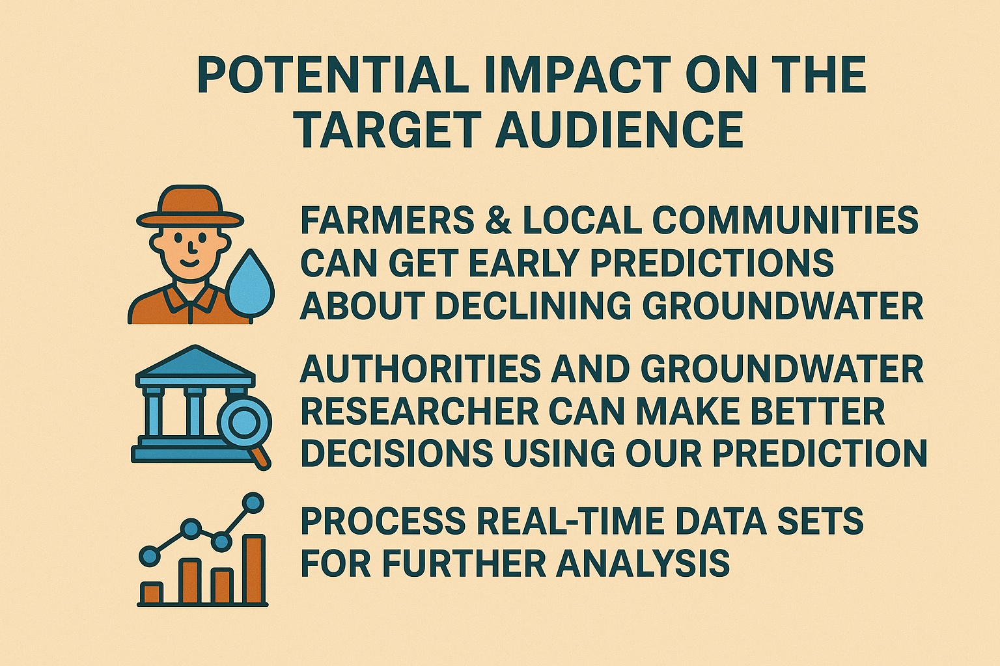 POTENTIAL IMPACT ON THE
TARGET AUDIENCE
FARMERS & LOCAL COMMUNITIES
CAN GET EARLY PREDICTIONS
ABOUT DECLINING GROUNDWATER
AUTHORITIES AND GROUNDWATER
RESEARCHER CAN MAKE BETTER
DECISIONS USING OUR PREDICTION
PROCESS REAL-TIME DATA SETS
FOR FURTHER ANALYSIS